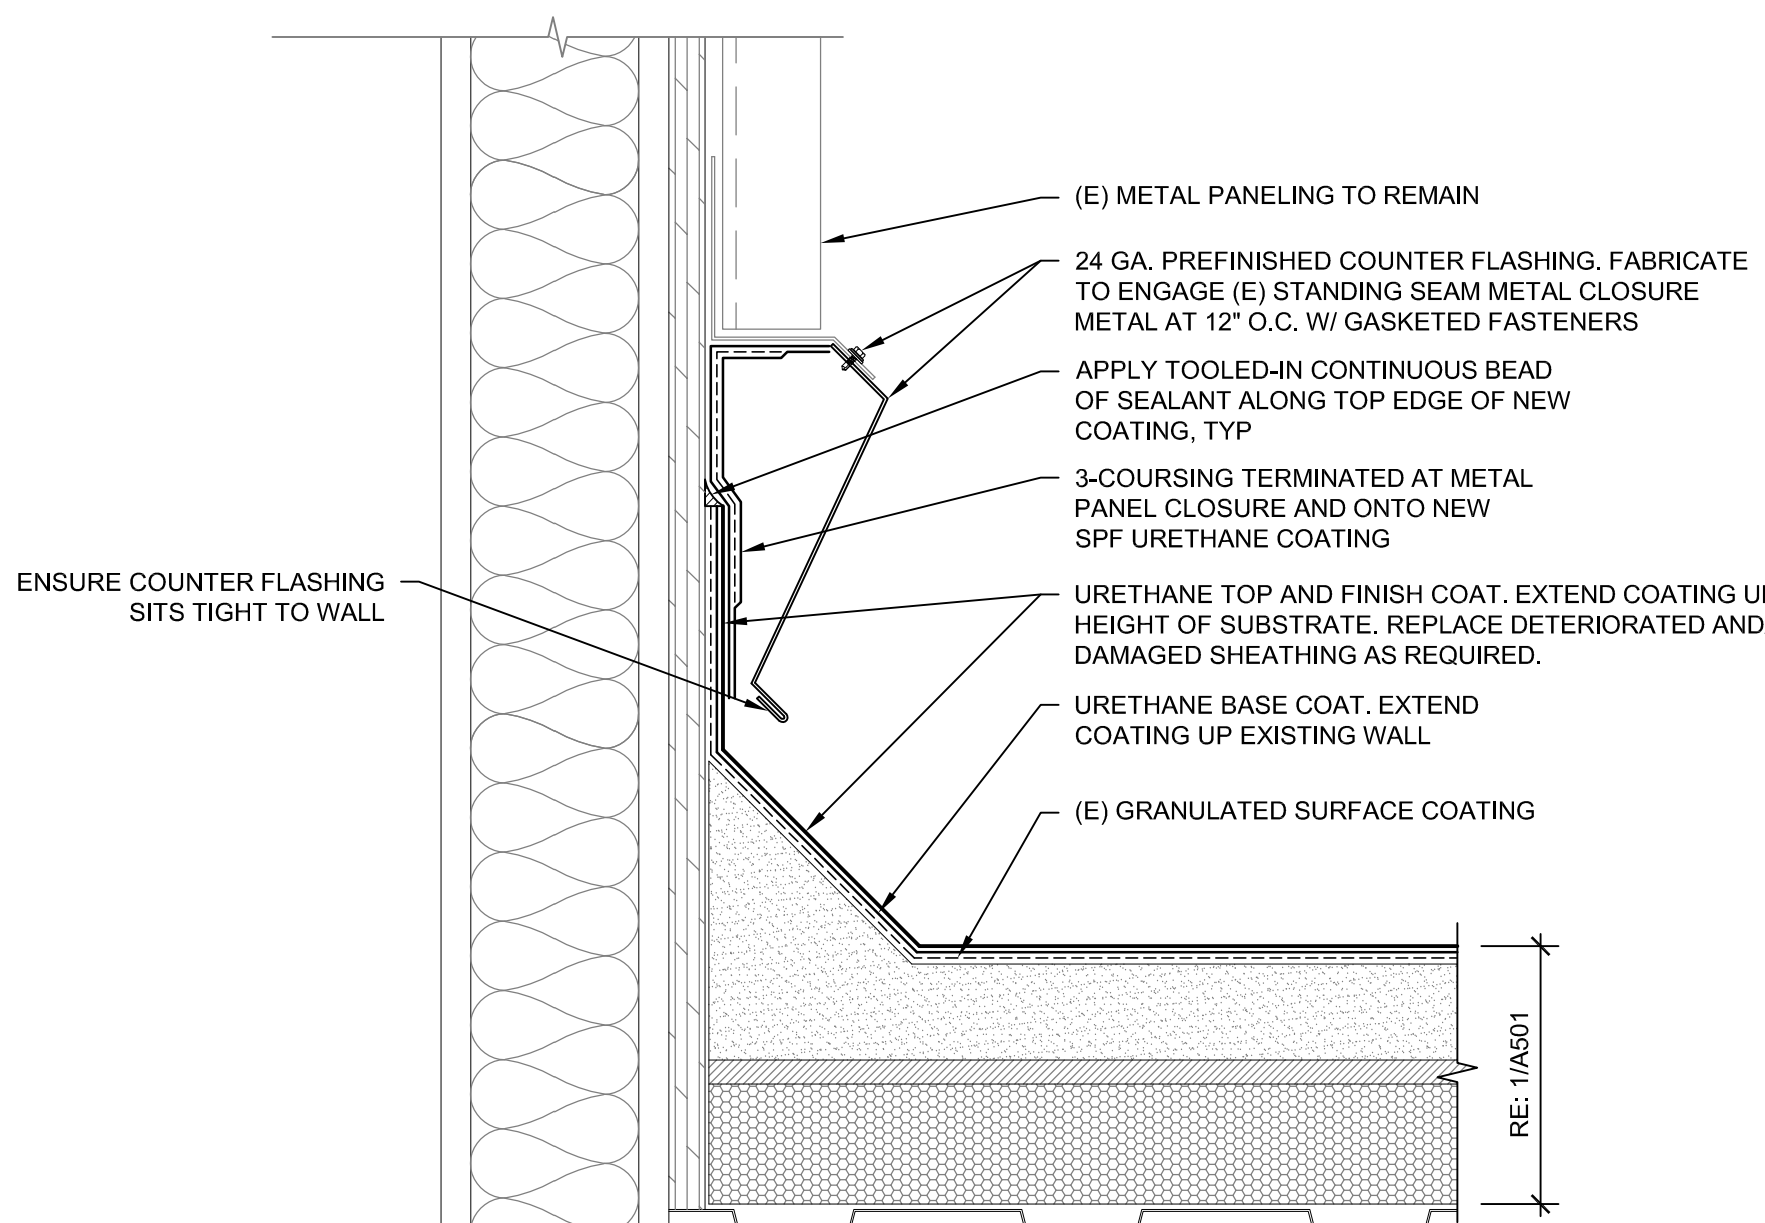 (E) METAL PANELING TO REMAIN
24 GA. PREFINISHED COUNTER FLASHING. FABRICATE
TO ENGAGE (E) STANDING SEAM METAL CLOSURE
METAL AT 12" O.C. W/ GASKETED FASTENERS
APPLY TOOLED-IN CONTINUOUS BEAD
OF SEALANT ALONG TOP EDGE OF NEW
COATING, TYP
3-COURSING TERMINATED AT METAL
PANEL CLOSURE AND ONTO NEW
SPF URETHANE COATING
ENSURE COUNTER FLASHING
SITS TIGHT TO WALL
URETHANE TOP AND FINISH COAT. EXTEND COATING
HEIGHT OF SUBSTRATE. REPLACE DETERIORATED
DAMAGED SHEATHING AS REQUIRED.
URETHANE BASE COAT. EXTEND
COATING UP EXISTING WALL
(E) GRANULATED SURFACE COATING
RE: 1/A501